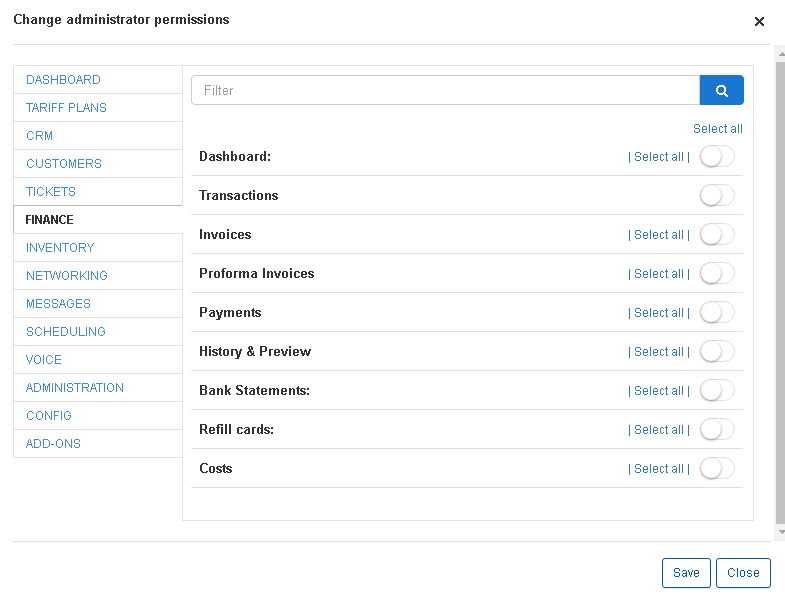 Change administrator permissions
DASHBOARD
TARIFF PLANS
CRM
CUSTOMERS
TICKETS
FINANCE
INVENTORY
NETWORKING
MESSAGES
SCHEDULING
VOICE
ADMINISTRATION
CONFIG
ADD-ONS
Filter
Select all
Dashboard: | Select all |
Transactions
Invoices | Select all |
Proforma Invoices | Select all |
Payments | Select all |
History & Preview | Select all |
Bank Statements: | Select all |
Refill cards: | Select all |
Costs | Select all |
Save Close